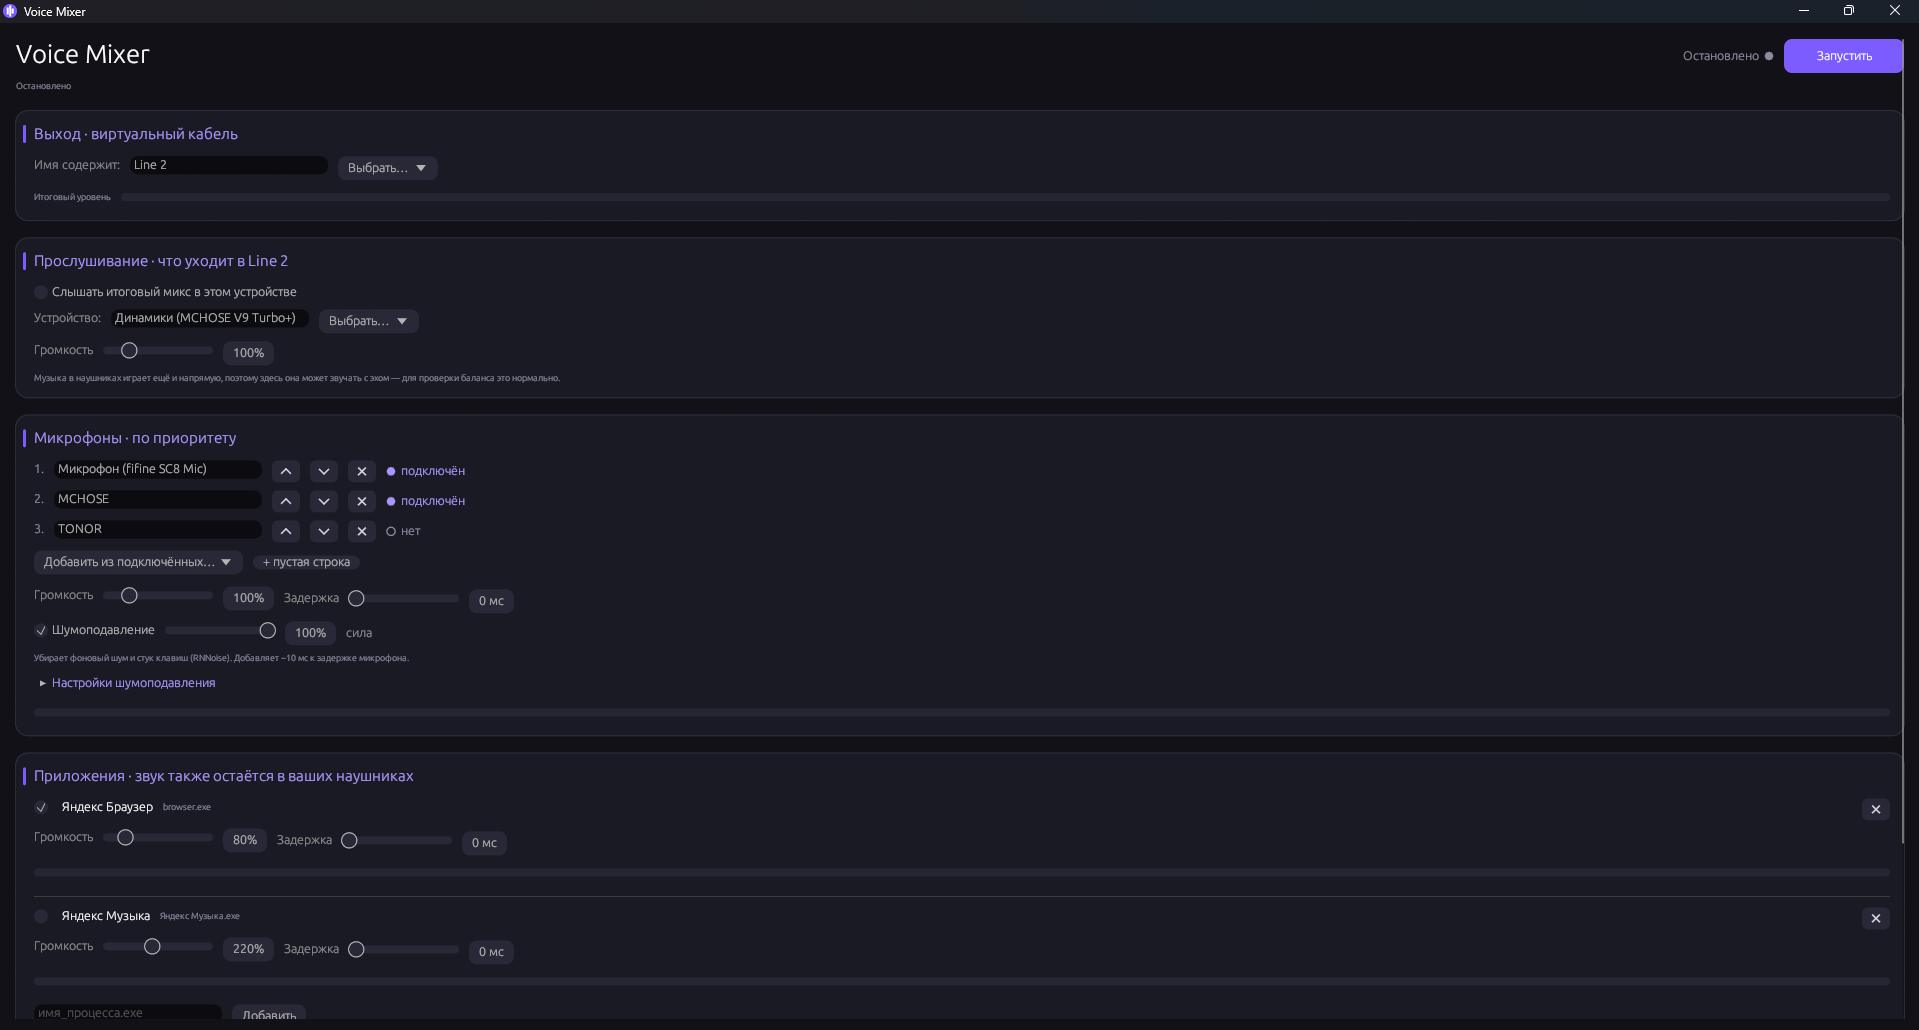 Voice Mixer
Voice Mixer
Остановлено
Запустить
Остановлено
Выход · виртуальный кабель
Имя содержит: Line 2 Выбрать...
Итоговый уровень
Прослушивание · что уходит в Line 2
Слышать итоговый микс в этом устройстве
Устройство: Динамики (MCHOSE V9 Turbo+) Выбрать...
Громкость 100%
Музыка в наушниках играет ещё и напрямую, поэтому здесь она может звучать с эхом — для проверки баланса это нормально.
Микрофоны · по приоритету
1. Микрофон (fifine SC8 Mic) подключён
2. MCHOSE подключён
3. TONOR нет
Добавить из подключённых... + пустая строка
Громкость 100% Задержка 0 мс
Шумоподавление 100% сила
Убирает фоновый шум и стук клавиш (RNNoise). Добавляет ~10 мс к задержке микрофона.
Настройки шумоподавления
Приложения · звук также остаётся в ваших наушниках
Яндекс Браузер browser.exe
Громкость 80% Задержка 0 мс
Яндекс Музыка Яндекс Музыка.exe
Громкость 220% Задержка 0 мс
имя_процесса.exe Добавить